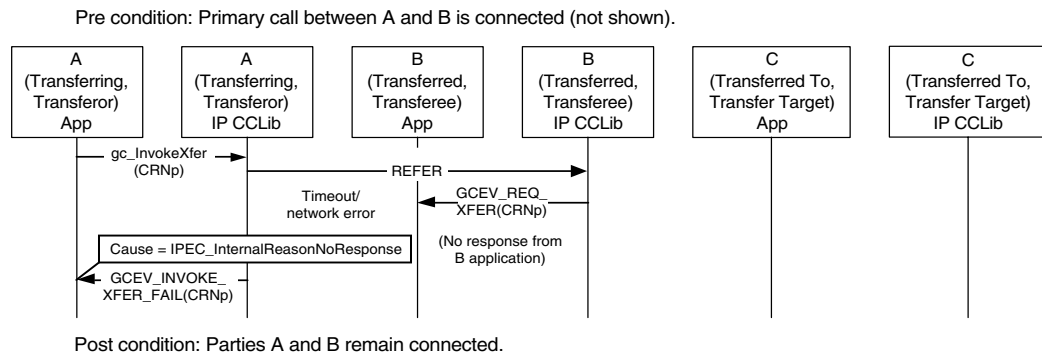 Pre condition: Primary call between A and B is connected (not shown).
A
(Transferring,
Transferor)
App
A
(Transferring,
Transferor)
IP CCLib
B
(Transferred,
Transferee)
App
B
(Transferred,
Transferee)
IP CCLib
C
(Transferred To,
Transfer Target)
App
C
(Transferred To,
Transfer Target)
IP CCLib
gc_InvokeXfer
(CRNp)
REFER
Timeout/
network error
GCEV_REQ_
XFER(CRNp)
(No response from
B application)
Cause = IPEC_InternalReasonNoResponse
GCEV_INVOKE_
XFER_FAIL(CRNp)
Post condition: Parties A and B remain connected.